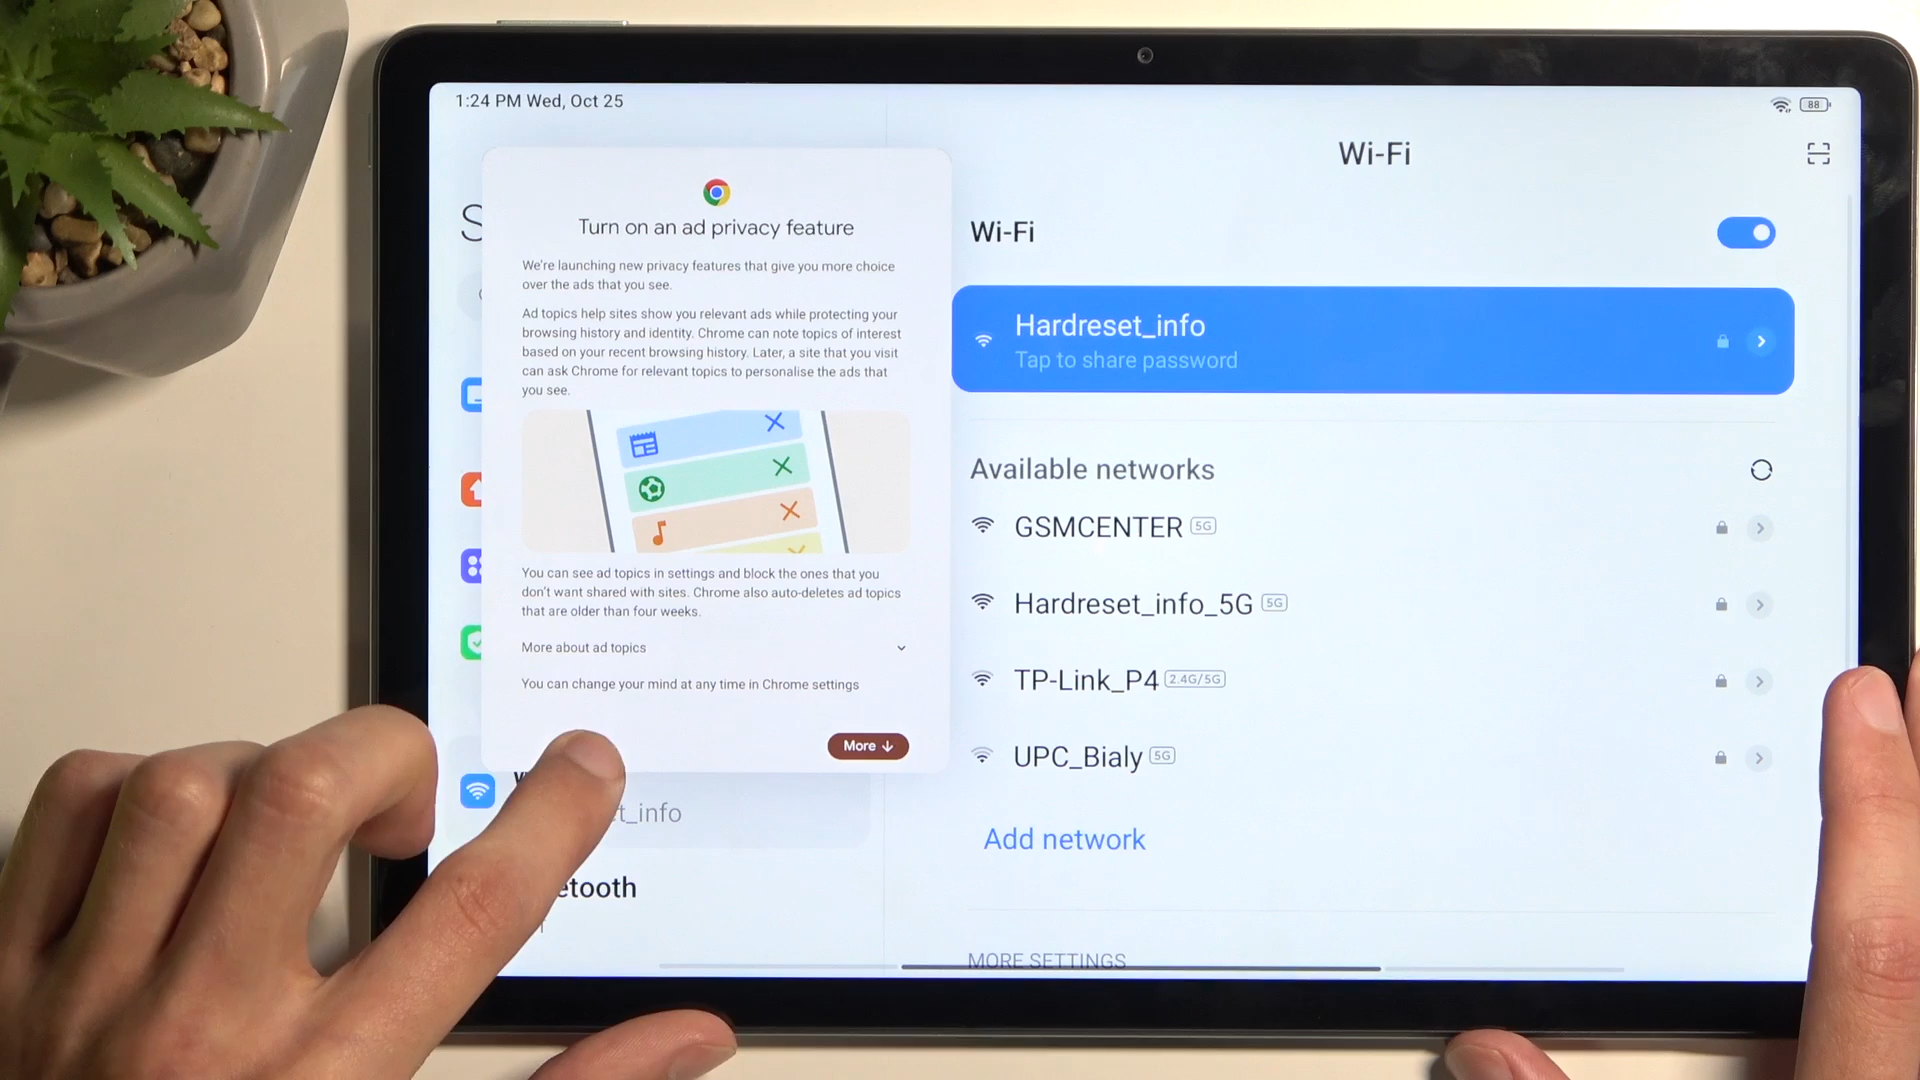 1:24 PM Wed, Oct 25
88
Wi-Fi
S
Turn on an ad privacy feature
We're launching new privacy features that give you more choice
over the ads that you see.
Ad topics help sites show you relevant ads while protecting your
browsing history and identity. Chrome can note topics of interest
based on your recent browsing history. Later, a site that you visit
can ask Chrome for relevant topics to personalise the ads that
you see.
You can see ad topics in settings and block the ones that you
don't want shared with sites. Chrome also auto-deletes ad topics
that are older than four weeks.
More about ad topics
You can change your mind at any time in Chrome settings
More
t_info
etooth
Wi-Fi
Hardreset_info
Tap to share password
Available networks
GSMCENTER 5G
Hardreset_info_5G 5G
TP-Link_P4 2.4G/5G
UPC_Bialy 5G
Add network
MORE SETTINGS